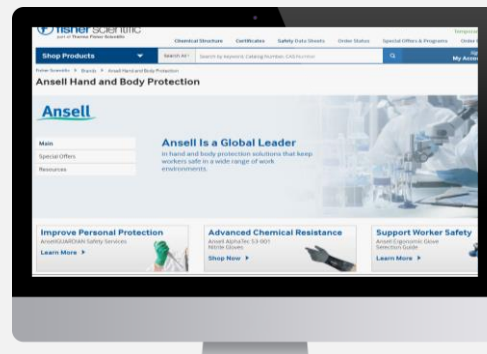 fisher scientific
part of Thermo Fisher Scientific
Chemical Structure Certificates Safety Data Sheets Order Status Special Offers & Programs Order
Shop Products
Search All Search by keyword, Catalog Number, CAS Number
My Acco
Fisher Scientific Brands Ansell Hand and Body Protection
Ansell Hand and Body Protection
Ansell
Main
Special Offers
Resources
Ansell Is a Global Leader
in hand and body protection solutions that keep
workers safe in a wide range of work
environments.
Improve Personal Protection
AnsellGUARDIAN Safety Services
Learn More
Advanced Chemical Resistance
Ansell AlphaTec 53-001
Nitrile Gloves
Shop Now
Support Worker Safety
Ansell Ergonomic Glove
Selection Guide
Learn More